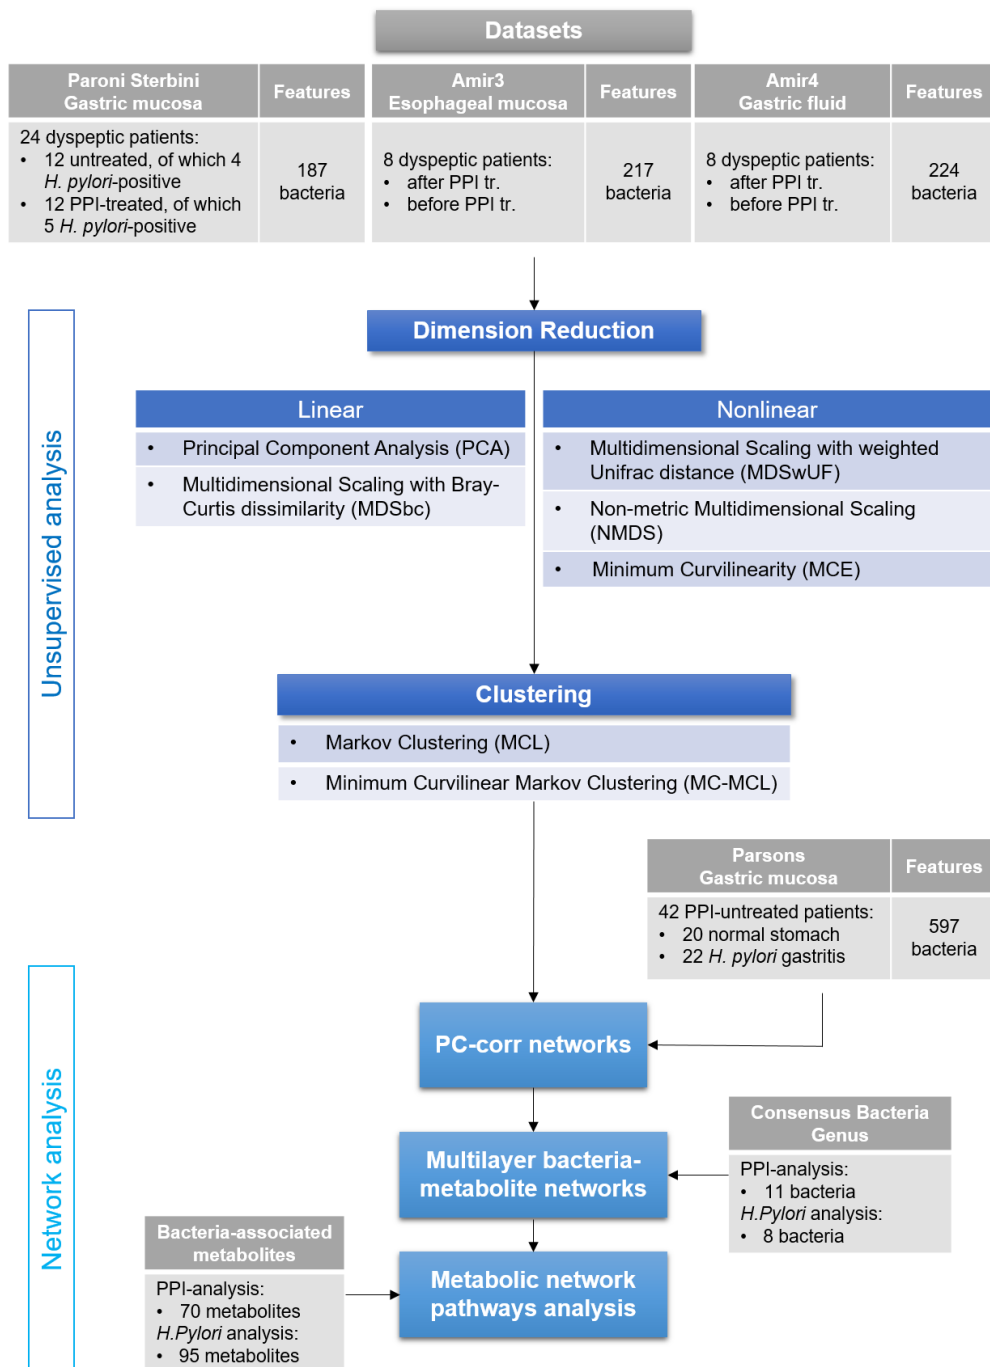 Datasets
Paroni Sterbini
Gastric mucosa
Features
24 dyspeptic patients:
• 12 untreated, of which 4
H. pylori-positive
• 12 PPI-treated, of which
5 H. pylori-positive
187
bacteria
Amir3
Esophageal mucosa
Features
8 dyspeptic patients:
• after PPI tr.
• before PPI tr.
217
bacteria
Amir4
Gastric fluid
Features
8 dyspeptic patients:
• after PPI tr.
• before PPI tr.
224
bacteria
Unsupervised analysis
Dimension Reduction
Linear
• Principal Component Analysis (PCA)
• Multidimensional Scaling with Bray-
Curtis dissimilarity (MDSbc)
Nonlinear
• Multidimensional Scaling with weighted
Unifrac distance (MDSwUF)
• Non-metric Multidimensional Scaling
(NMDS)
• Minimum Curvilinearity (MCE)
Clustering
• Markov Clustering (MCL)
• Minimum Curvilinear Markov Clustering (MC-MCL)
Parsons
Gastric mucosa
Features
42 PPI-untreated patients:
• 20 normal stomach
• 22 H. pylori gastritis
597
bacteria
Network analysis
PC-corr networks
Consensus Bacteria
Genus
PPI-analysis:
• 11 bacteria
H.Pylori analysis:
• 8 bacteria
Multilayer bacteria-
metabolite networks
Bacteria-associated
metabolites
PPI-analysis:
• 70 metabolites
H.Pylori analysis:
• 95 metabolites
Metabolic network
pathways analysis